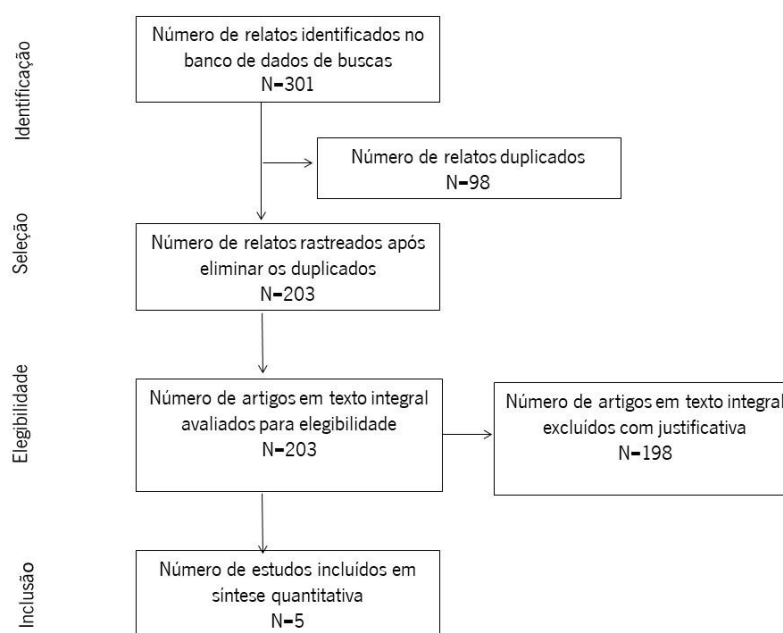 Identificação
Número de relatos identificados no
banco de dados de buscas
N=301
Número de relatos duplicados
N=98
Seleção
Número de relatos rastreados após
eliminar os duplicados
N=203
Elegibilidade
Número de artigos em texto integral
avaliados para elegibilidade
N=203
Número de artigos em texto integral
excluídos com justificativa
N=198
Inclusão
Número de estudos incluídos em
síntese quantitativa
N=5